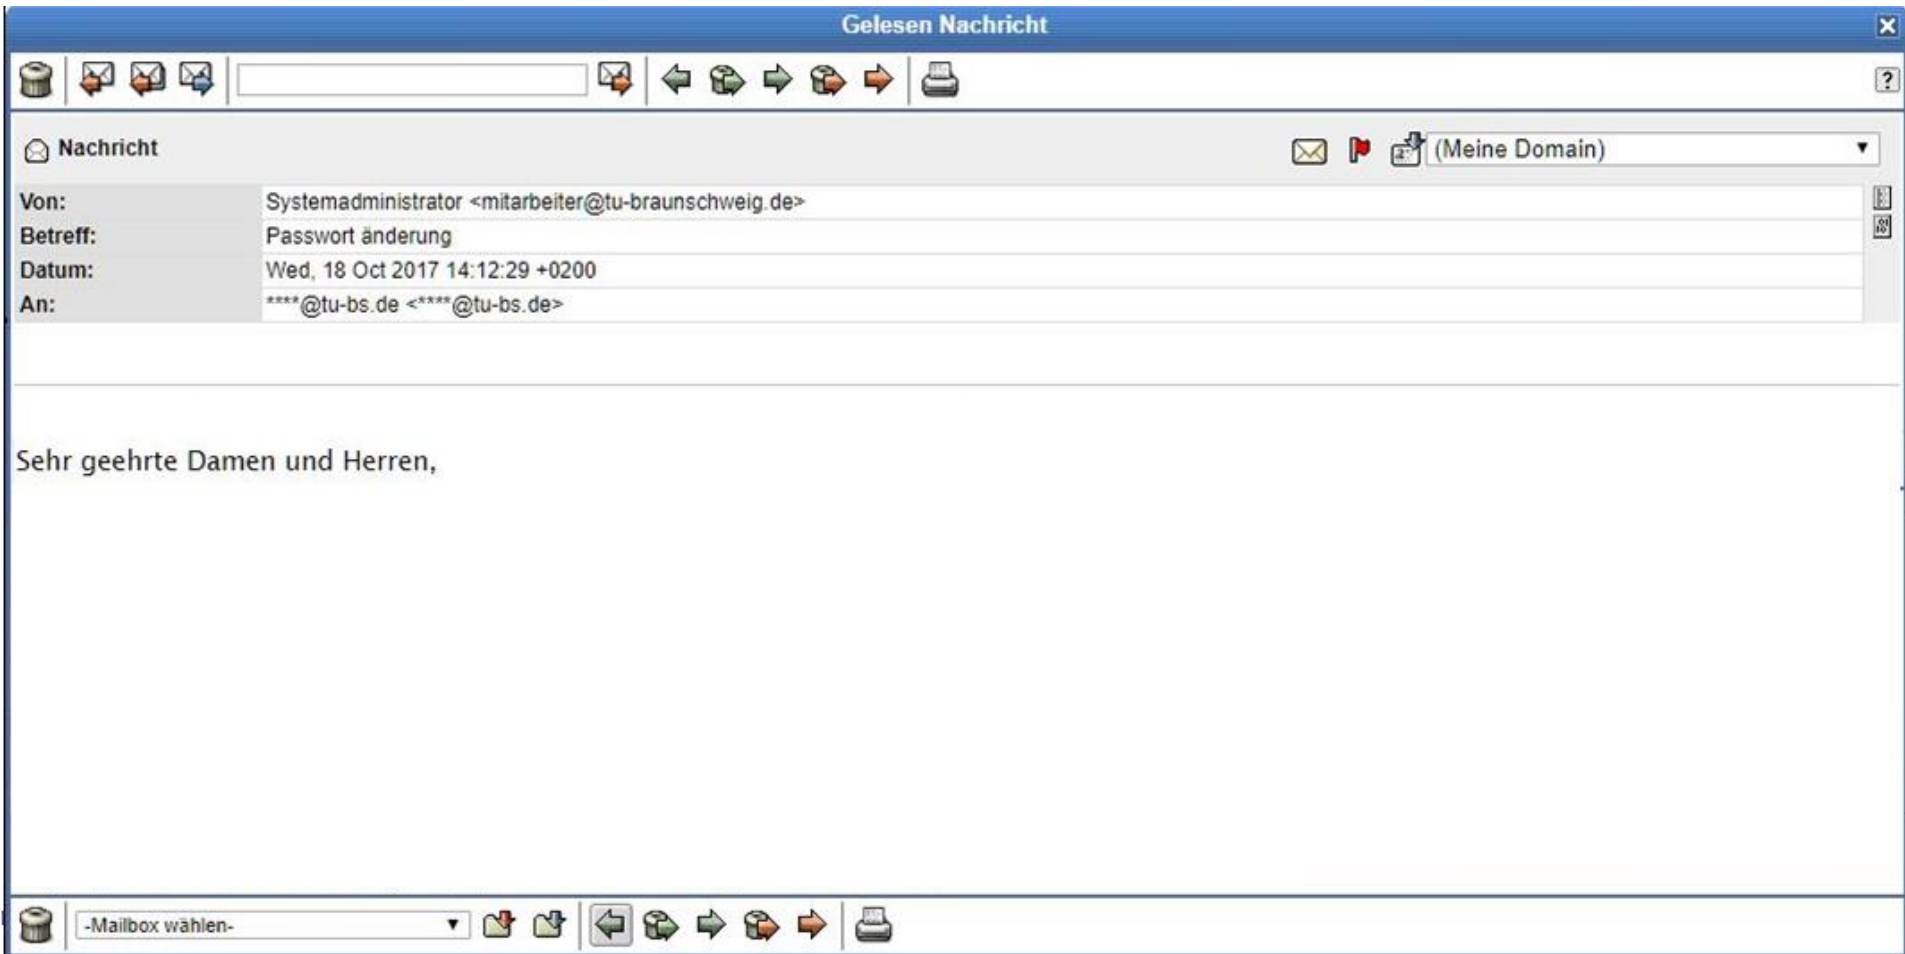 Gelesen Nachricht
?
Nachricht
(Meine Domain)
Von: Systemadministrator <mitarbeiter@tu-braunschweig.de>
Betreff: Passwort änderung
Datum: Wed, 18 Oct 2017 14:12:29 +0200
An: ****@tu-bs.de <****@tu-bs.de>
Sehr geehrte Damen und Herren,
-Mailbox wählen-